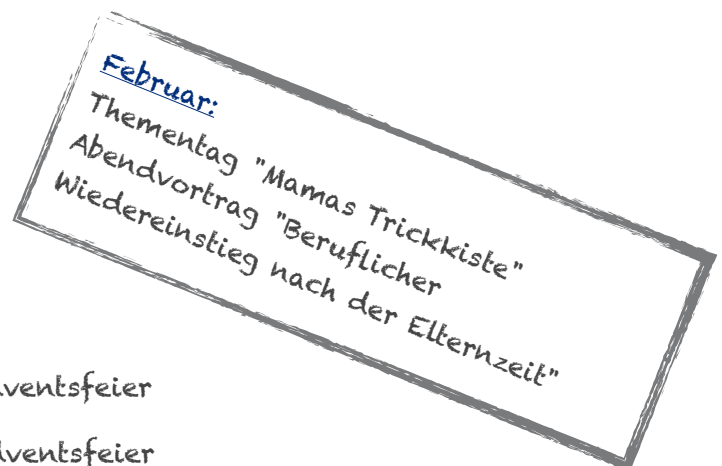 Februar:
Thementag "Mamas Trickkiste"
Abendvortrag "Beruflicher
Wiedereinstieg nach der Elternzeit"